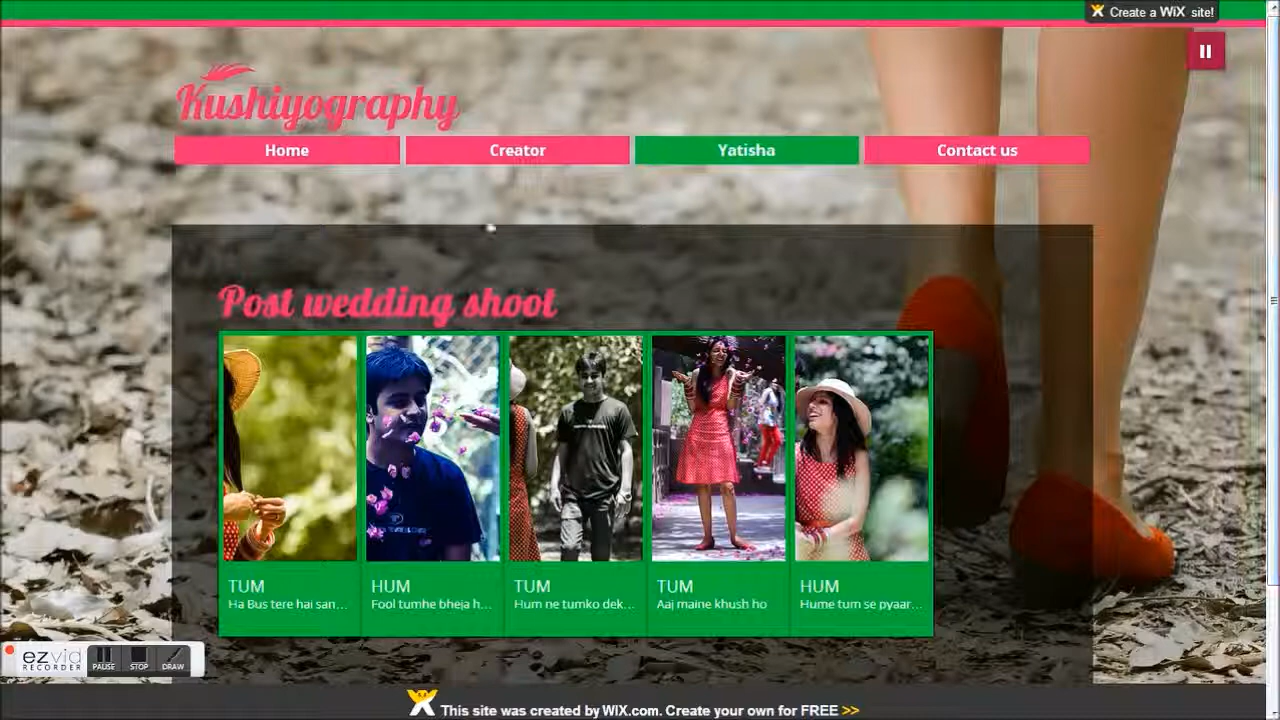 Create a WiX site!
Kushiyography
Home
Creator
Yatisha
Contact us
Post wedding shoot
TUM
HUM
TUM
TUM
HUM
Ha Bus tere hai san...
Fool tumhe bheja h...
Hum ne tumko dek...
Aaj maine khush ho
Hume tum se pyaar...
ezvid
RECORDER
PAUSE
STOP
DRAW
This site was created by WIX.com. Create your own for FREE >>